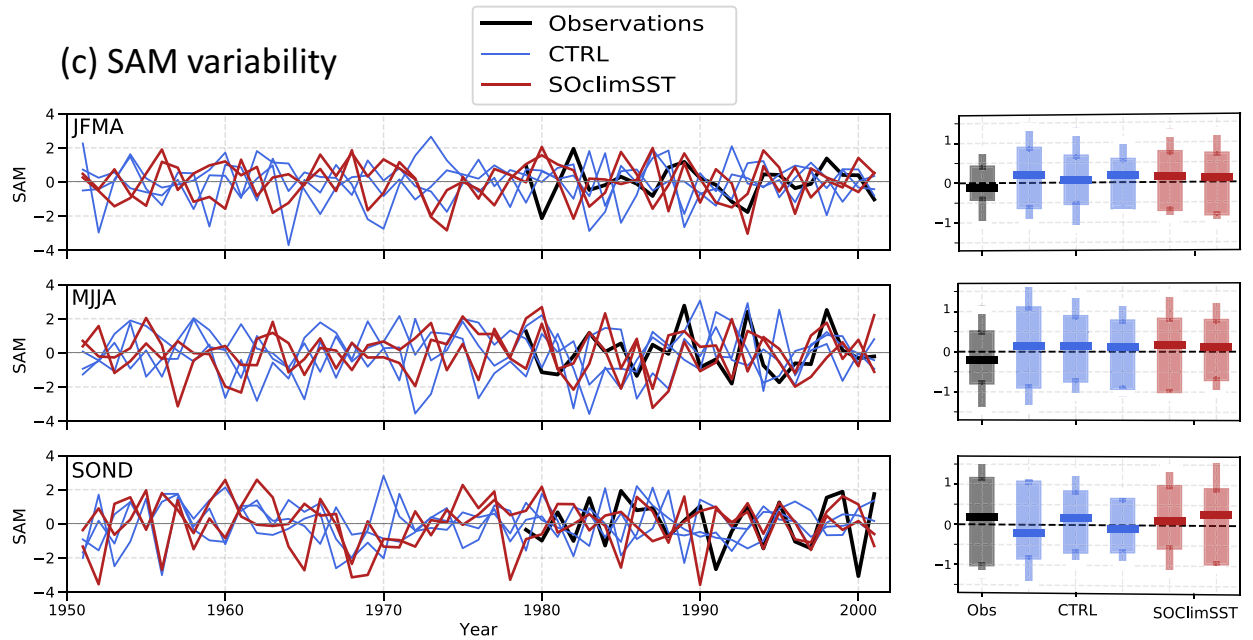 Observations
CTRL
SOclimSST
(c) SAM variability
JFMA
4
2
0
−2
−4
SAM
1
0
−1
MJJA
4
2
0
−2
−4
SAM
1
0
−1
SOND
4
2
0
−2
−4
SAM
1
0
−1
1950 1960 1970 1980 1990 2000
Year
Obs CTRL SOClimSST